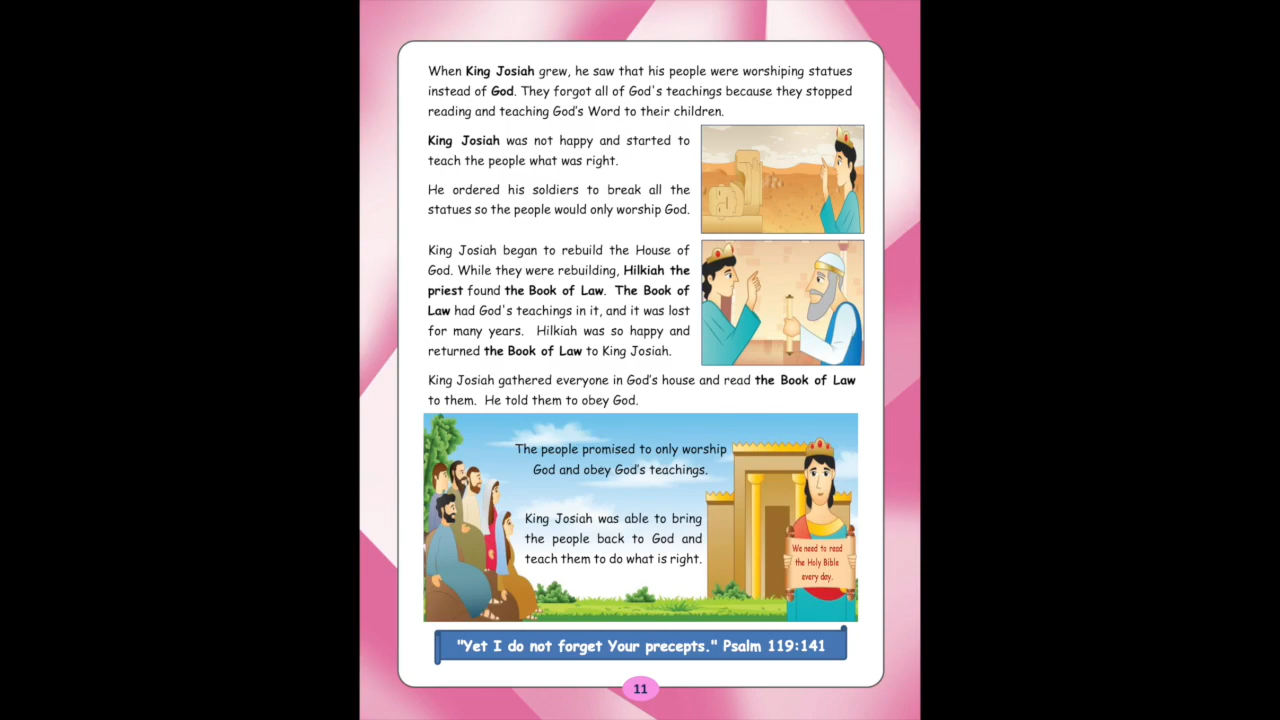 When King Josiah grew, he saw that his people were worshiping statues
instead of God. They forgot all of God's teachings because they stopped
reading and teaching God's Word to their children.
King Josiah was not happy and started to
teach the people what was right.
He ordered his soldiers to break all the
statues so the people would only worship God.
King Josiah began to rebuild the House of
God. While they were rebuilding, Hilkiah the
priest found the Book of Law. The Book of
Law had God's teachings in it, and it was lost
for many years. Hilkiah was so happy and
returned the Book of Law to King Josiah.
King Josiah gathered everyone in God's house and read the Book of Law
to them. He told them to obey God.
The people promised to only worship
God and obey God's teachings.
King Josiah was able to bring
the people back to God and
teach them to do what is right.
We need to read
the Holy Bible
every day.
"Yet I do not forget Your precepts." Psalm 119:141
11